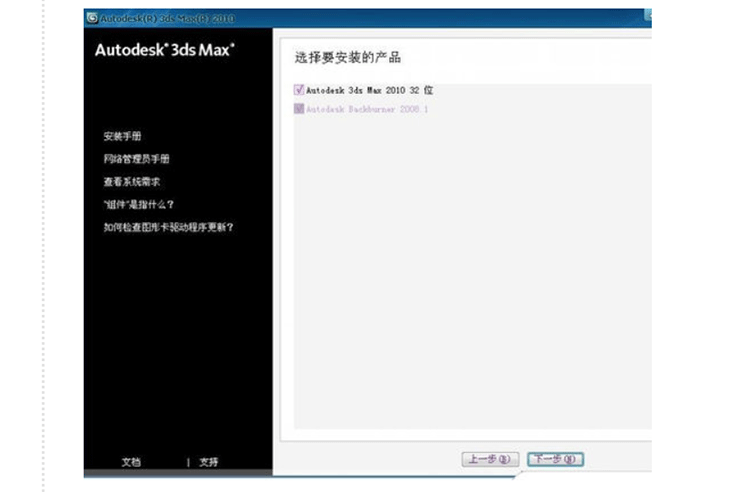 Autodesk(R) 3ds Max(R) 2010
Autodesk® 3ds Max®
选择要安装的产品
Autodesk 3ds Max 2010 32 位
Autodesk Backburner 2008.1
安装手册
网络管理员手册
查看系统需求
“组件”是指什么？
如何检查图形卡驱动程序更新？
文档 | 支持
上一步(B) 下一步(N)